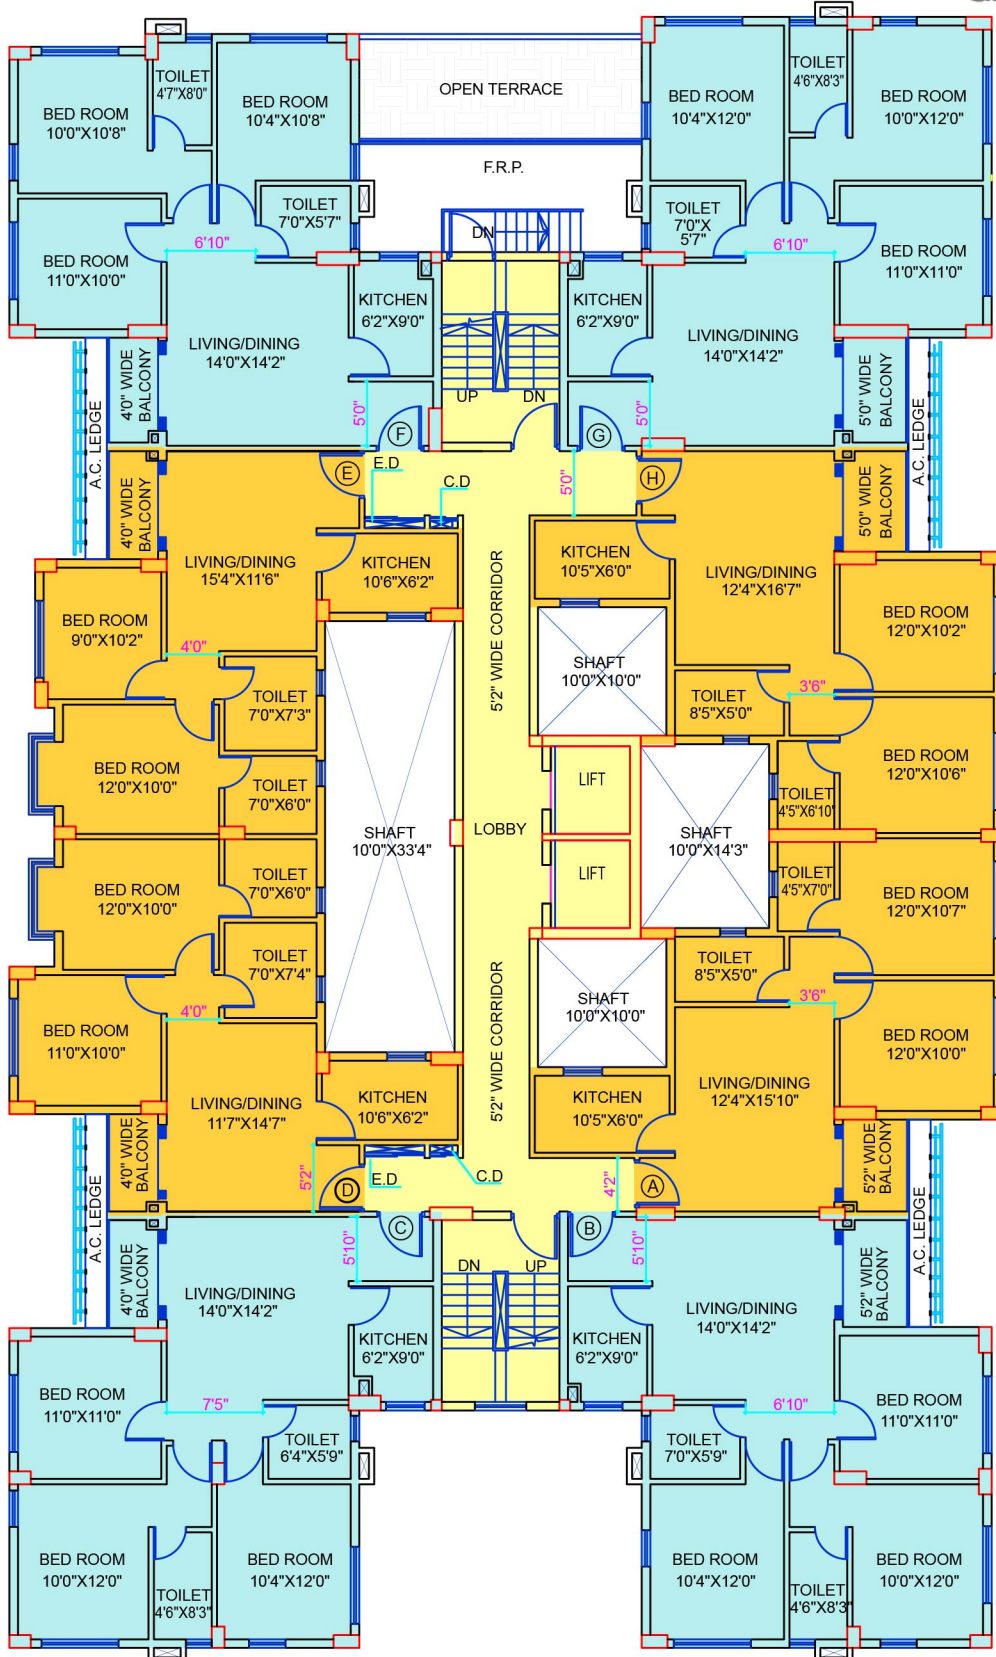 TOILET
4'7"X8'0"
BED ROOM
10'0"X10'8"
BED ROOM
10'4"X10'8"
OPEN TERRACE
F.R.P.
BED ROOM
10'4"X12'0"
TOILET
4'6"X8'3"
BED ROOM
10'0"X12'0"
TOILET
7'0"X5'7"
TOILET
7'0"X
5'7"
DN
6'10"
6'10"
BED ROOM
11'0"X10'0"
BED ROOM
11'0"X11'0"
KITCHEN
6'2"X9'0"
KITCHEN
6'2"X9'0"
LIVING/DINING
14'0"X14'2"
LIVING/DINING
14'0"X14'2"
4'0" WIDE
BALCONY
A.C. LEDGE
5'0"
UP
DN
5'0"
5'0" WIDE
BALCONY
A.C. LEDGE
F
G
E
E.D
C.D
5'0"
H
4'0" WIDE
BALCONY
5'0" WIDE
BALCONY
LIVING/DINING
15'4"X11'6"
KITCHEN
10'6"X6'2"
KITCHEN
10'5"X6'0"
LIVING/DINING
12'4"X16'7"
BED ROOM
9'0"X10'2"
BED ROOM
12'0"X10'2"
5'2" WIDE CORRIDOR
4'0"
SHAFT
10'0"X10'0"
3'6"
TOILET
7'0"X7'3"
TOILET
8'5"X5'0"
BED ROOM
12'0"X10'0"
TOILET
7'0"X6'0"
LIFT
BED ROOM
12'0"X10'6"
TOILET
4'5"X6'10"
SHAFT
10'0"X33'4"
LOBBY
SHAFT
10'0"X14'3"
BED ROOM
12'0"X10'0"
TOILET
7'0"X6'0"
LIFT
TOILET
4'5"X7'0"
BED ROOM
12'0"X10'7"
TOILET
7'0"X7'4"
TOILET
8'5"X5'0"
4'0"
5'2" WIDE CORRIDOR
SHAFT
10'0"X10'0"
3'6"
BED ROOM
11'0"X10'0"
BED ROOM
12'0"X10'0"
LIVING/DINING
11'7"X14'7"
KITCHEN
10'6"X6'2"
KITCHEN
10'5"X6'0"
LIVING/DINING
12'4"X15'10"
4'0" WIDE
BALCONY
5'2"
D
E.D
C.D
4'2"
A
5'2" WIDE
BALCONY
A.C. LEDGE
A.C. LEDGE
C
B
4'0" WIDE
BALCONY
5'10"
DN
UP
5'10"
5'2" WIDE
BALCONY
LIVING/DINING
14'0"X14'2"
LIVING/DINING
14'0"X14'2"
KITCHEN
6'2"X9'0"
KITCHEN
6'2"X9'0"
BED ROOM
11'0"X11'0"
7'5"
6'10"
BED ROOM
11'0"X11'0"
TOILET
6'4"X5'9"
TOILET
7'0"X5'9"
BED ROOM
10'0"X12'0"
BED ROOM
10'4"X12'0"
BED ROOM
10'4"X12'0"
BED ROOM
10'0"X12'0"
TOILET
4'6"X8'3"
TOILET
4'6"X8'3"